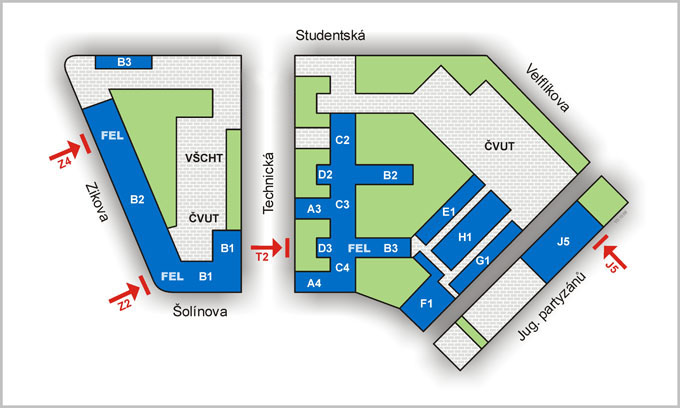 Studentská
B3
Velflíkova
FEL
C2
ČVUT
VŠCHT
Z4
D2
B2
Technická
B2
Zikova
A3
C3
E1
ČVUT
H1
J5
B1
T2
D3
FEL
B3
G1
J5
FEL
B1
C4
A4
Z2
F1
Šolínova
Jug. partyzánů